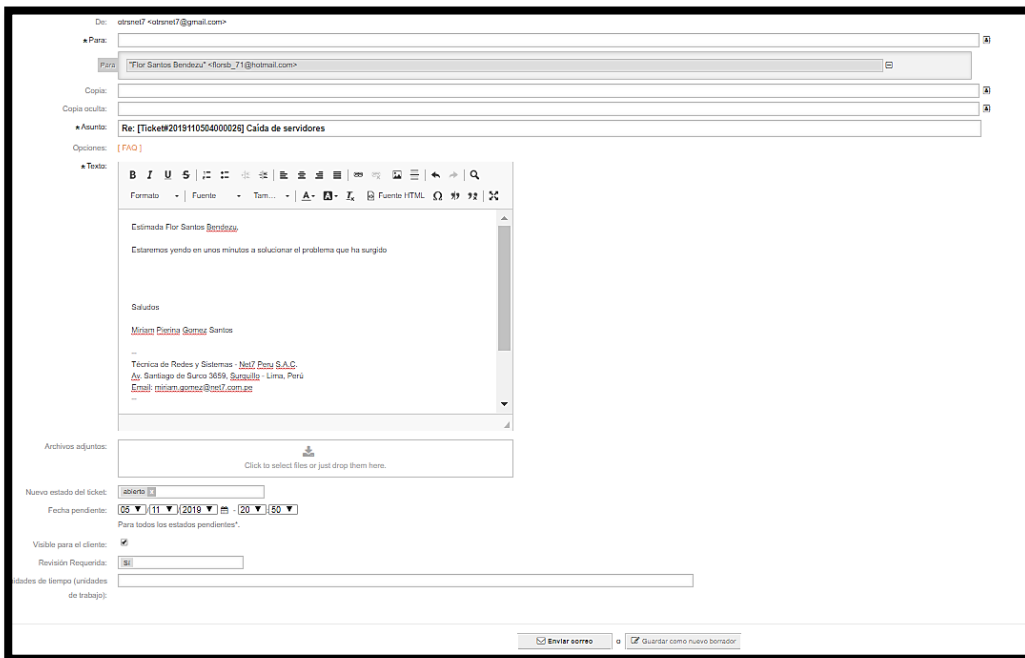 De: otrsnet7 <otrsnet7@gmail.com>
★ Para:
Para "Flor Santos Bendezu" <florsb_71@hotmail.com>
Copia:
Copia oculta:
★ Asunto: Re: [Ticket#2019110504000026] Caída de servidores
Opciones: [ FAQ ]
★ Texto:
B I U S
Formato Fuente Tam... A A Ix Fuente HTML Ω
Estimada Flor Santos Bendezu,
Estaremos yendo en unos minutos a solucionar el problema que ha surgido
Saludos
Miriam Pierina Gomez Santos
--
Técnica de Redes y Sistemas - Net7 Peru S.A.C.
Av. Santiago de Surco 3659, Surquillo - Lima, Perú
Email: miriam.gomez@net7.com.pe
--
Archivos adjuntos:
Click to select files or just drop them here.
Nuevo estado del ticket: abierto x
Fecha pendiente: 05 / 11 / 2019 - 20 : 50
Para todos los estados pendientes*.
Visible para el cliente:
Revisión Requerida: Sí
idades de tiempo (unidades
de trabajo):
Enviar correo o Guardar como nuevo borrador